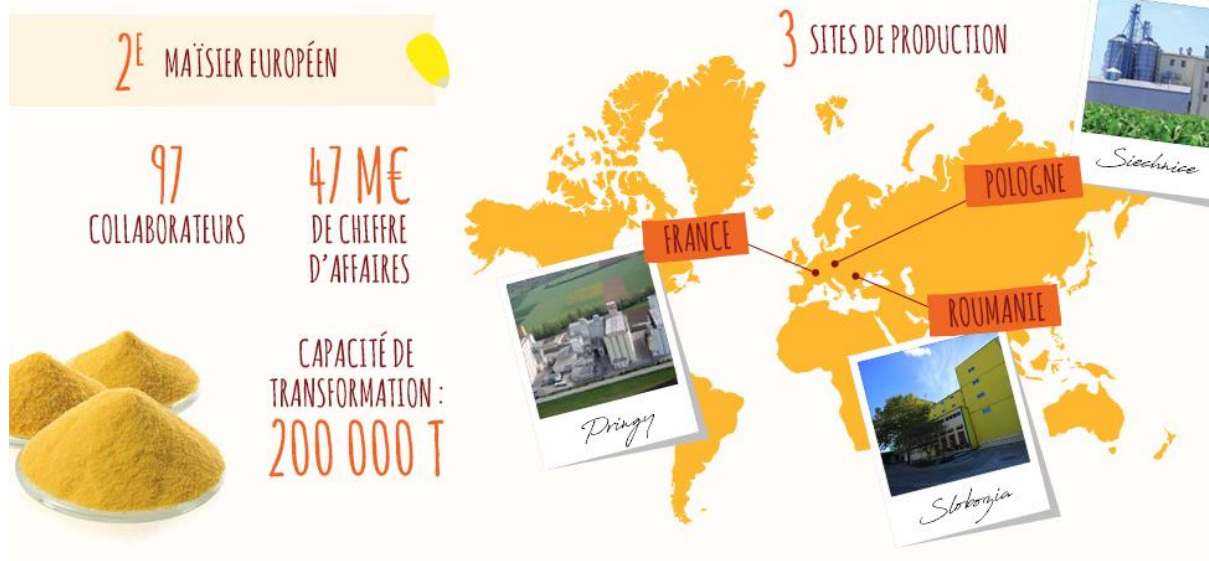 2E MAÏSIER EUROPÉEN
97
COLLABORATEURS
47 M€
DE CHIFFRE
D'AFFAIRES
CAPACITÉ DE
TRANSFORMATION :
200 000 T
3 SITES DE PRODUCTION
POLOGNE
Siechnice
FRANCE
Pringy
ROUMANIE
Slobozia